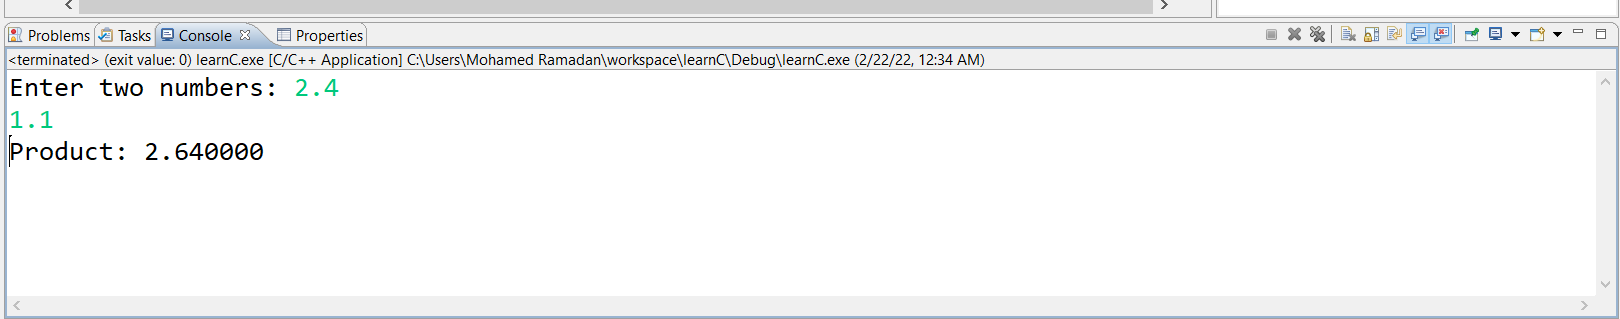 Problems Tasks Console Properties
<terminated> (exit value: 0) learnC.exe [C/C++ Application] C:\Users\Mohamed Ramadan\workspace\learnC\Debug\learnC.exe (2/22/22, 12:34 AM)
Enter two numbers: 2.4
1.1
Product: 2.640000